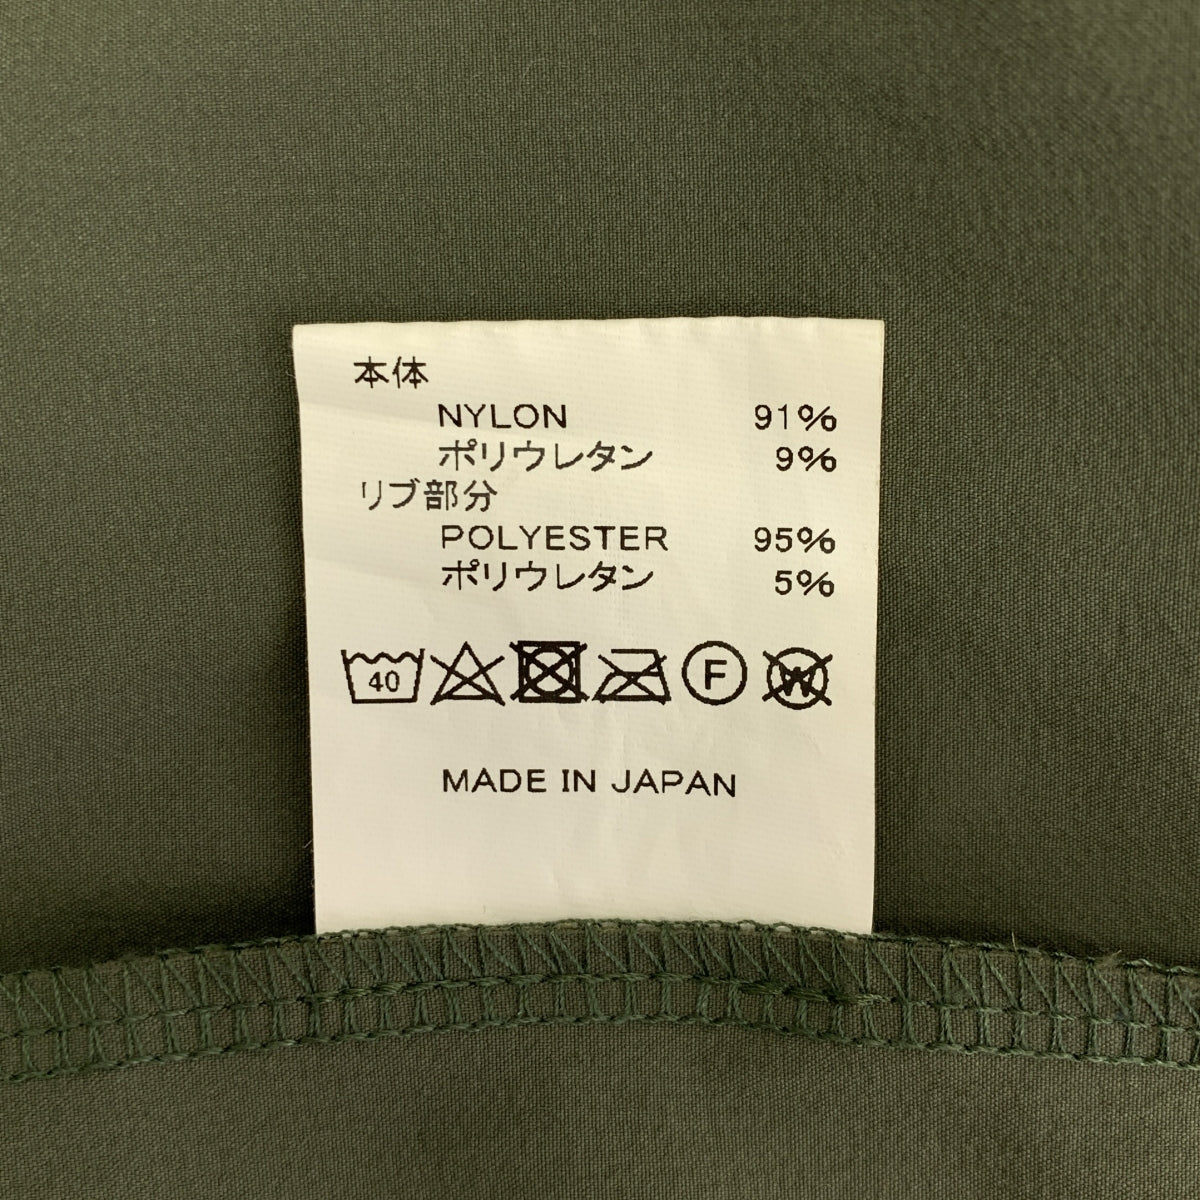 本体
NYLON 91%
ポリウレタン 9%
リブ部分
POLYESTER 95%
ポリウレタン 5%
40 F W
MADE IN JAPAN